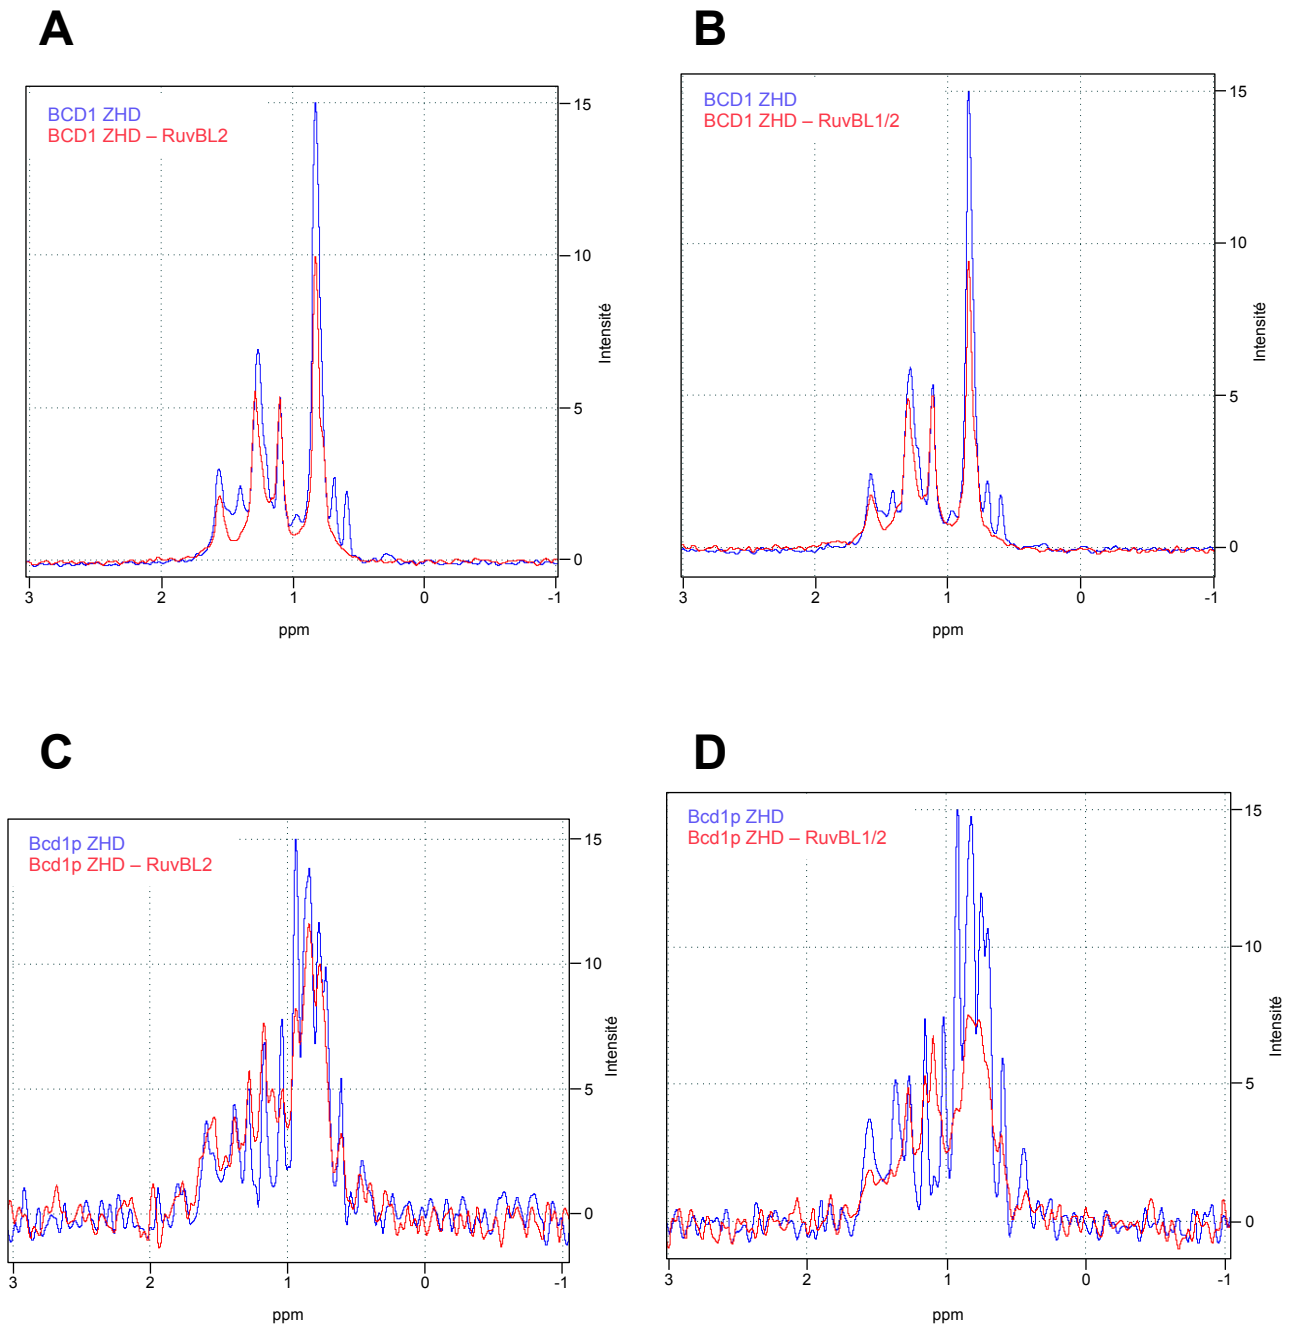 A
BCD1 ZHD
BCD1 ZHD – RuvBL2
15
10
5
0
Intensité
3 2 1 0 -1
ppm
B
BCD1 ZHD
BCD1 ZHD – RuvBL1/2
15
10
5
0
Intensité
3 2 1 0 -1
ppm
C
Bcd1p ZHD
Bcd1p ZHD – RuvBL2
15
10
5
0
Intensité
3 2 1 0 -1
ppm
D
Bcd1p ZHD
Bcd1p ZHD – RuvBL1/2
15
10
5
0
Intensité
3 2 1 0 -1
ppm